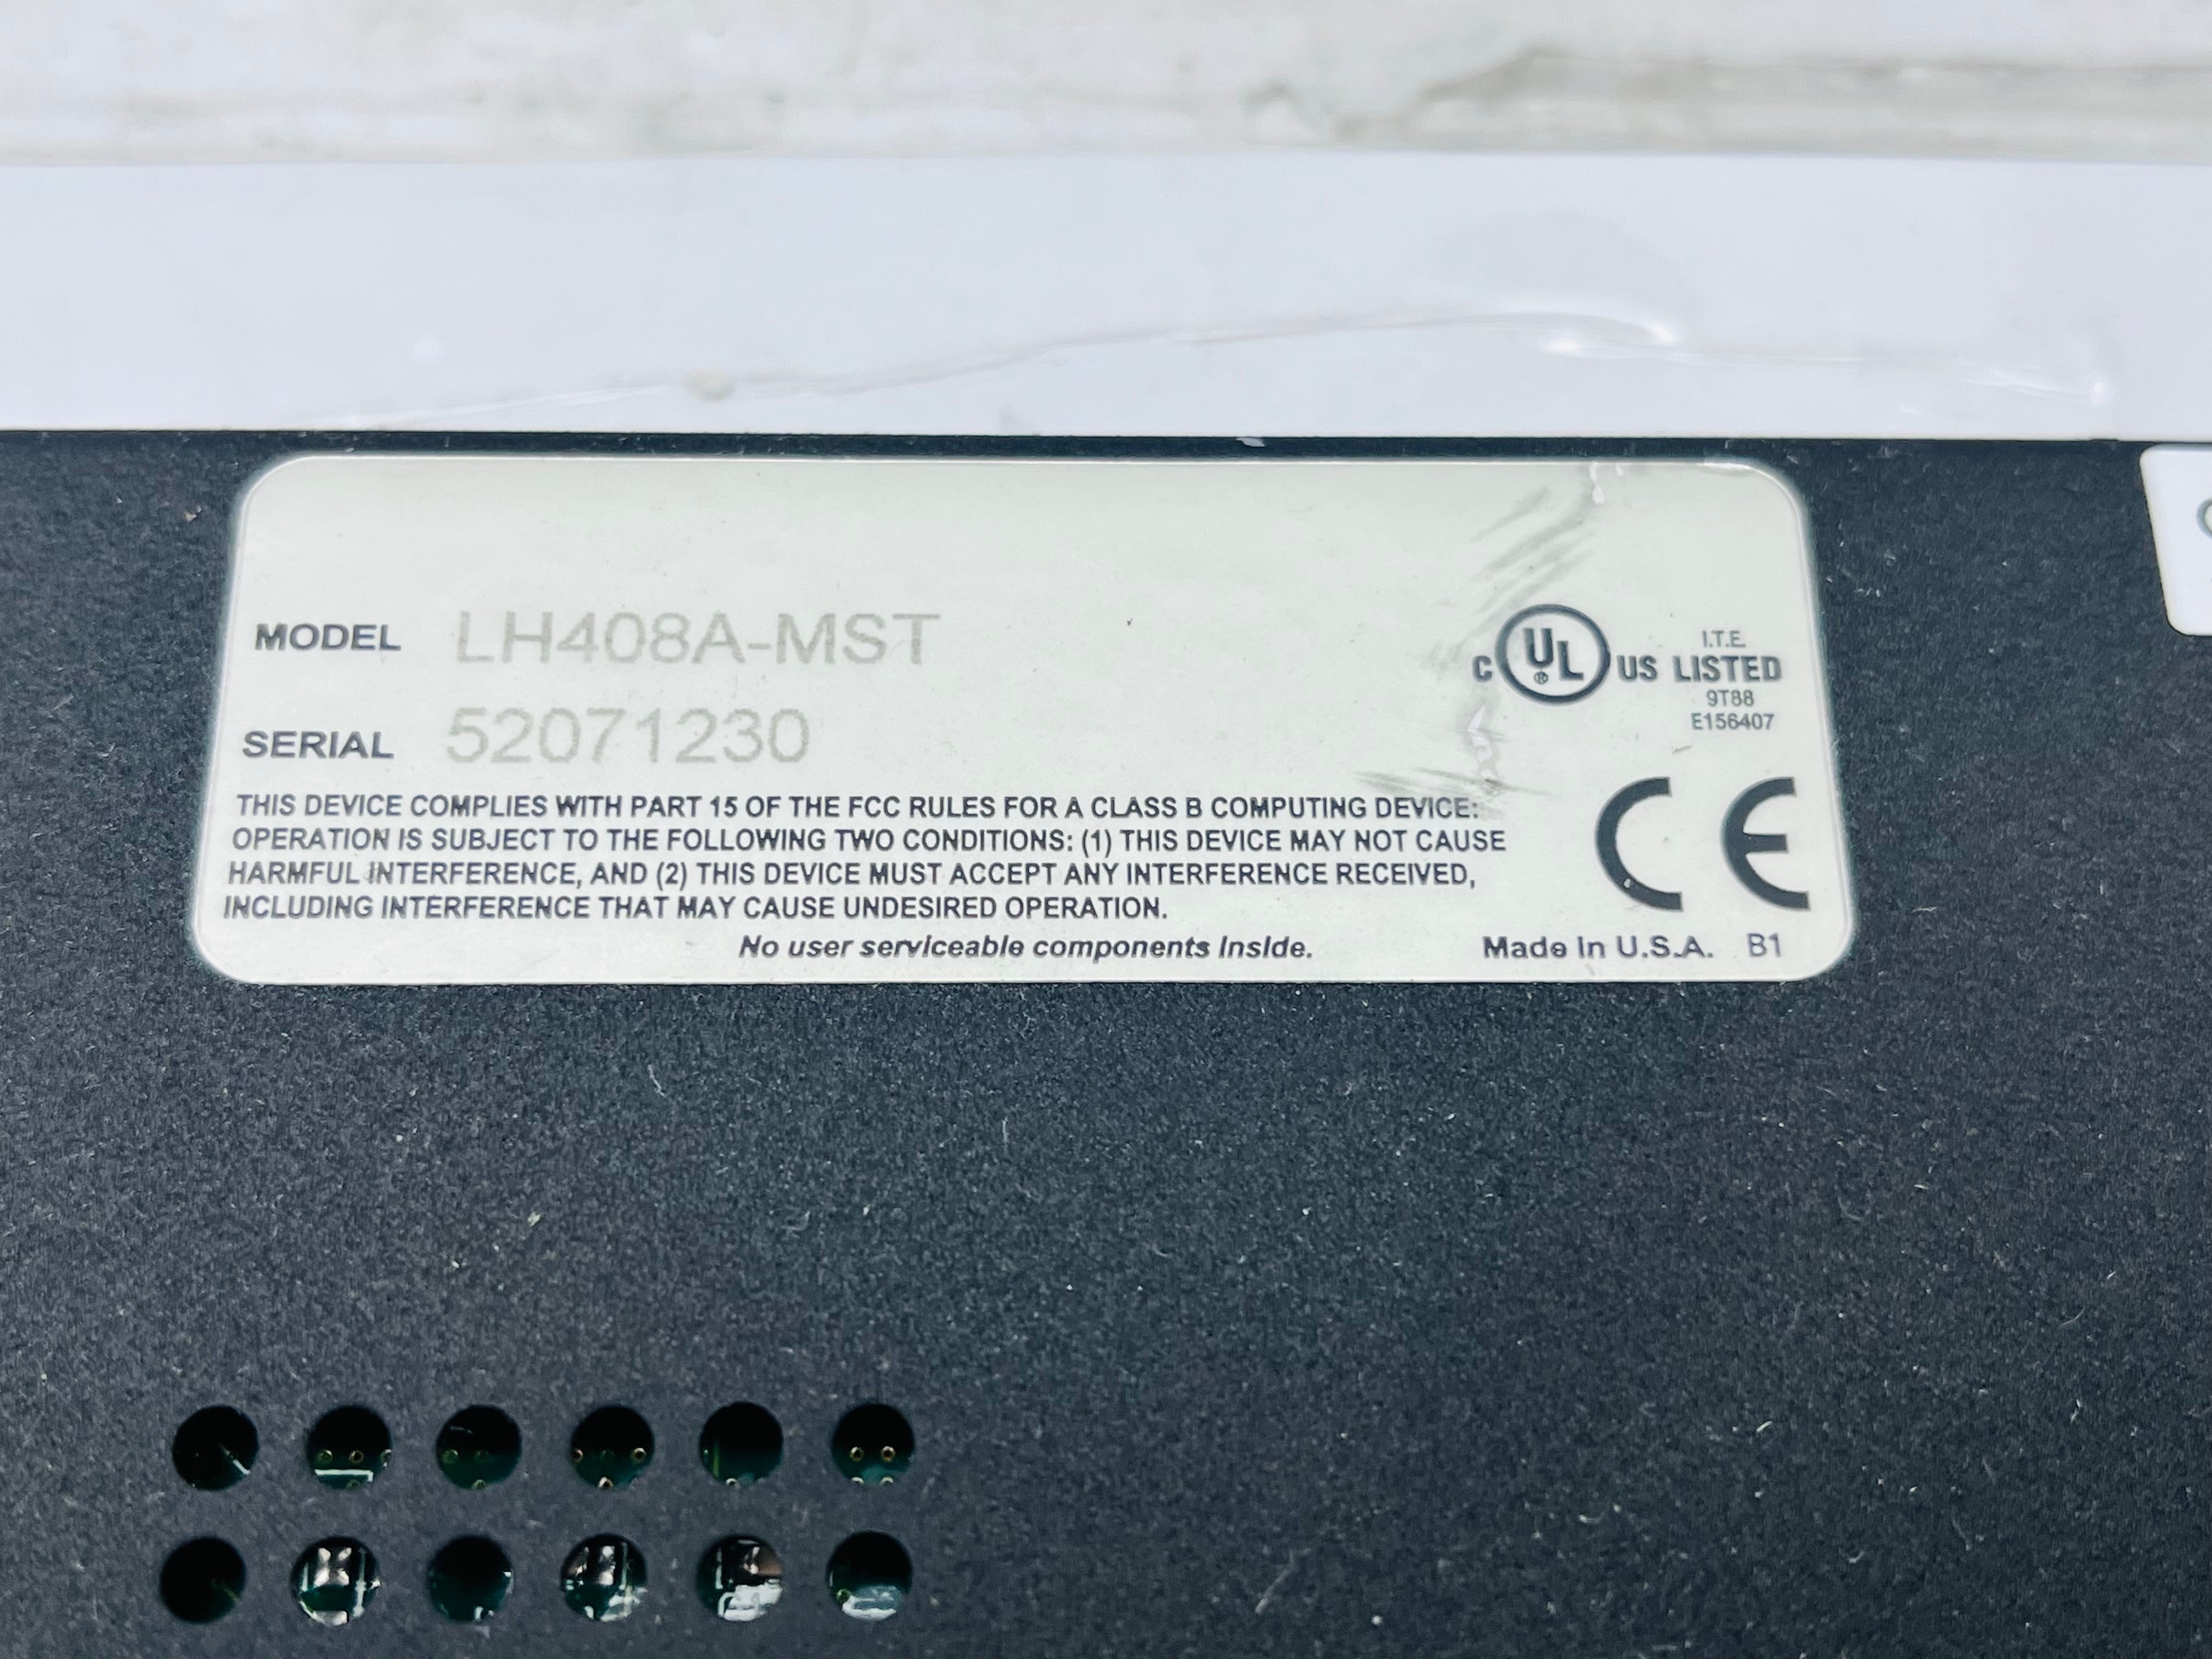 MODEL LH408A-MST
SERIAL 52071230
C UL ® US LISTED
I.T.E.
9T88
E156407
THIS DEVICE COMPLIES WITH PART 15 OF THE FCC RULES FOR A CLASS B COMPUTING DEVICE:
OPERATION IS SUBJECT TO THE FOLLOWING TWO CONDITIONS: (1) THIS DEVICE MAY NOT CAUSE
HARMFUL INTERFERENCE, AND (2) THIS DEVICE MUST ACCEPT ANY INTERFERENCE RECEIVED,
INCLUDING INTERFERENCE THAT MAY CAUSE UNDESIRED OPERATION.
CE
No user serviceable components inside.
Made in U.S.A. B1